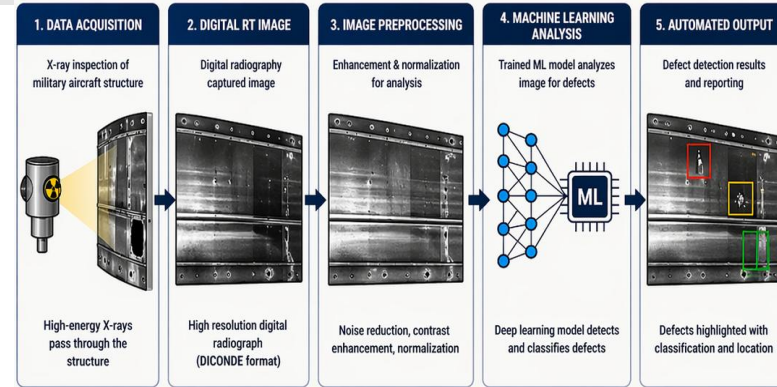 1. DATA ACQUISITION
X-ray inspection of
military aircraft structure
High-energy X-rays
pass through the
structure
2. DIGITAL RT IMAGE
Digital radiography
captured image
High resolution digital
radiograph
(DICONDE format)
3. IMAGE PREPROCESSING
Enhancement & normalization
for analysis
Noise reduction, contrast
enhancement, normalization
4. MACHINE LEARNING
ANALYSIS
Trained ML model analyzes
image for defects
ML
Deep learning model detects
and classifies defects
5. AUTOMATED OUTPUT
Defect detection results
and reporting
Defects highlighted with
classification and location